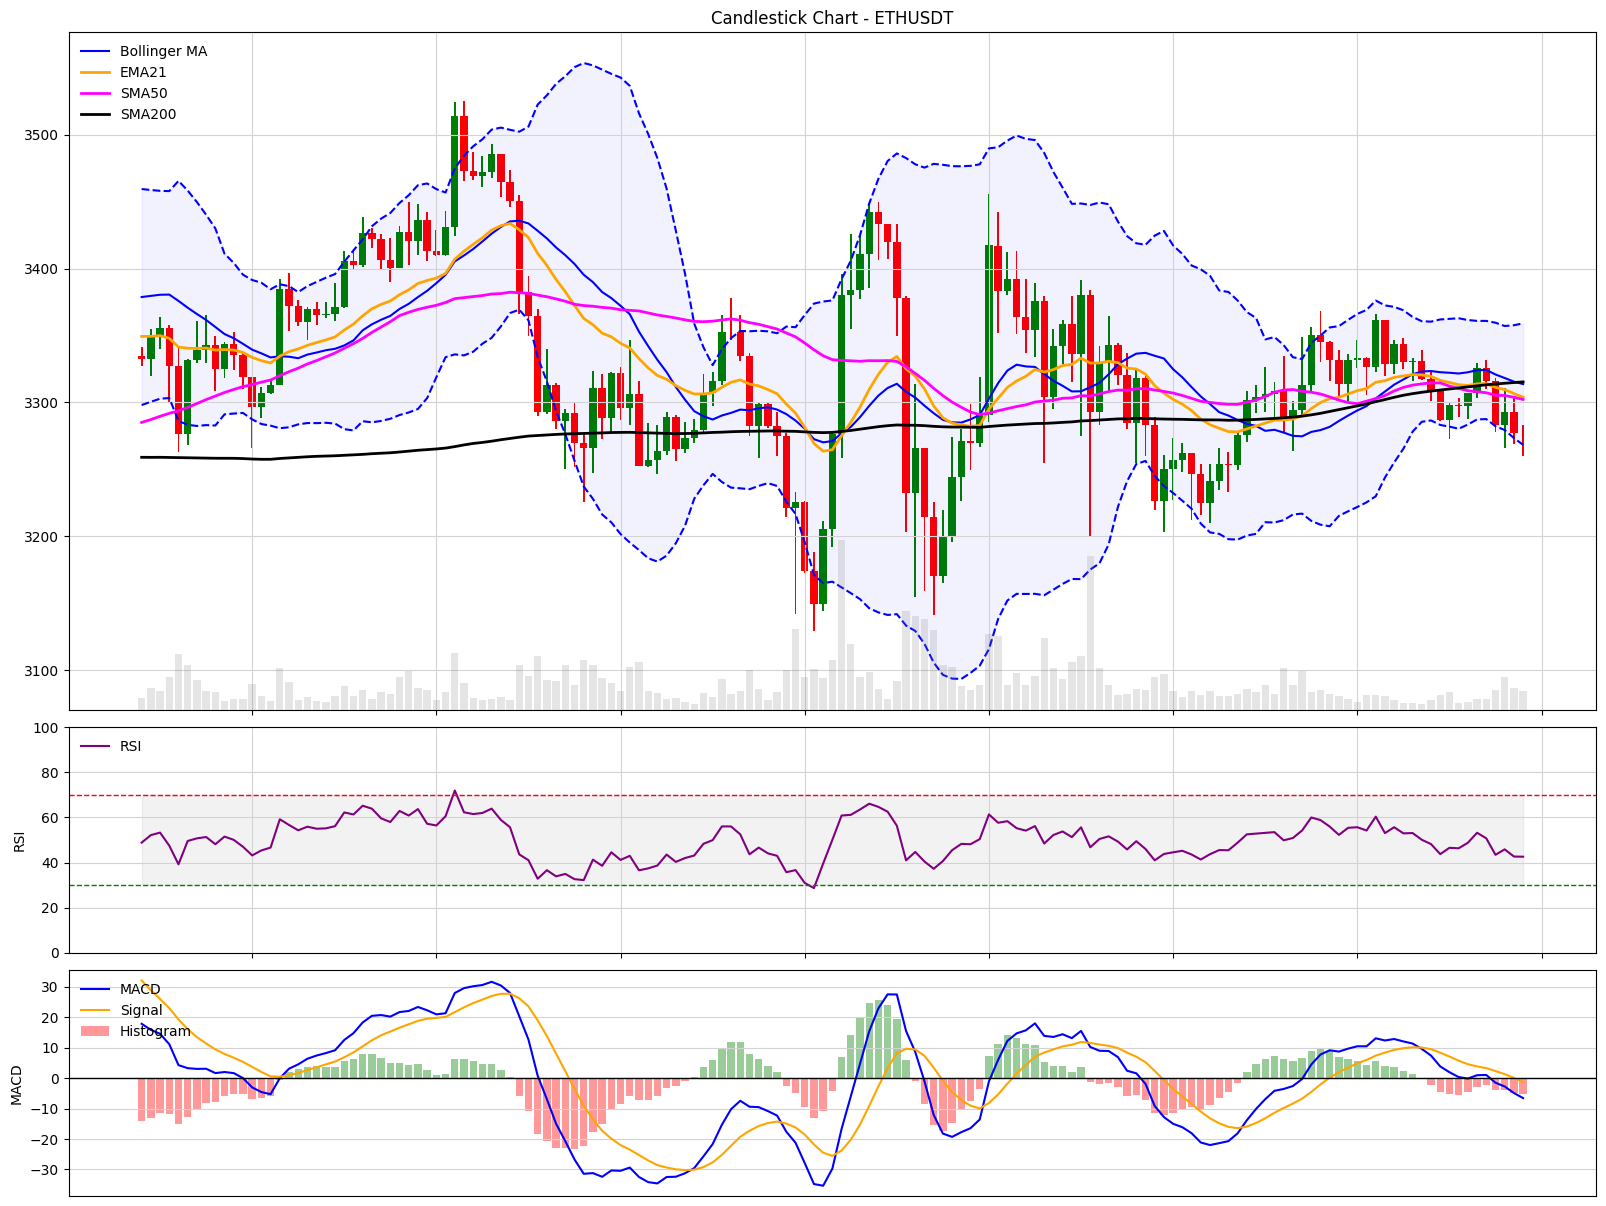 Candlestick Chart - ETHUSDT
Bollinger MA
EMA21
SMA50
SMA200
3500
3400
3300
3200
3100
100
80
60
40
20
0
RSI
RSI
30
20
10
0
−10
−20
−30
MACD
MACD
Signal
Histogram